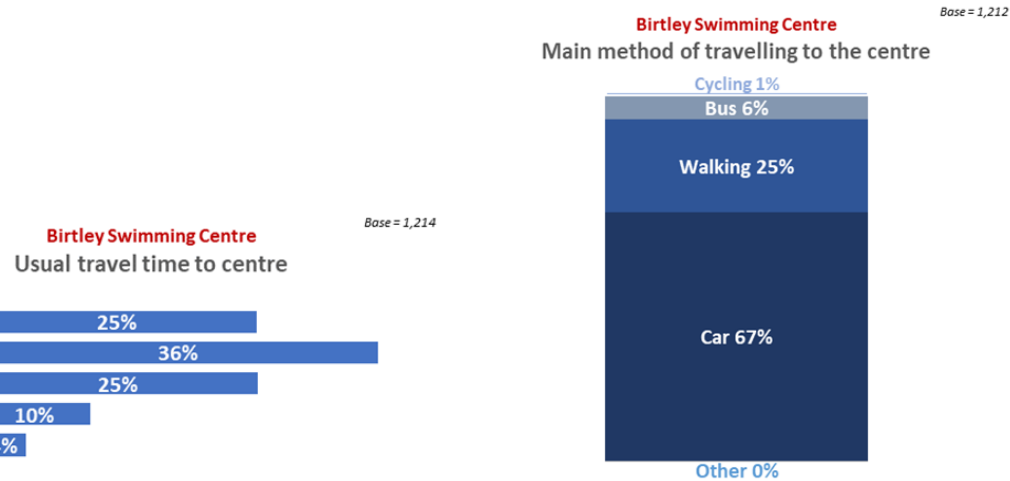 Birtley Swimming Centre
Usual travel time to centre
Base = 1,214
25%
36%
25%
10%
%
Base = 1,212
Birtley Swimming Centre
Main method of travelling to the centre
Cycling 1%
Bus 6%
Walking 25%
Car 67%
Other 0%